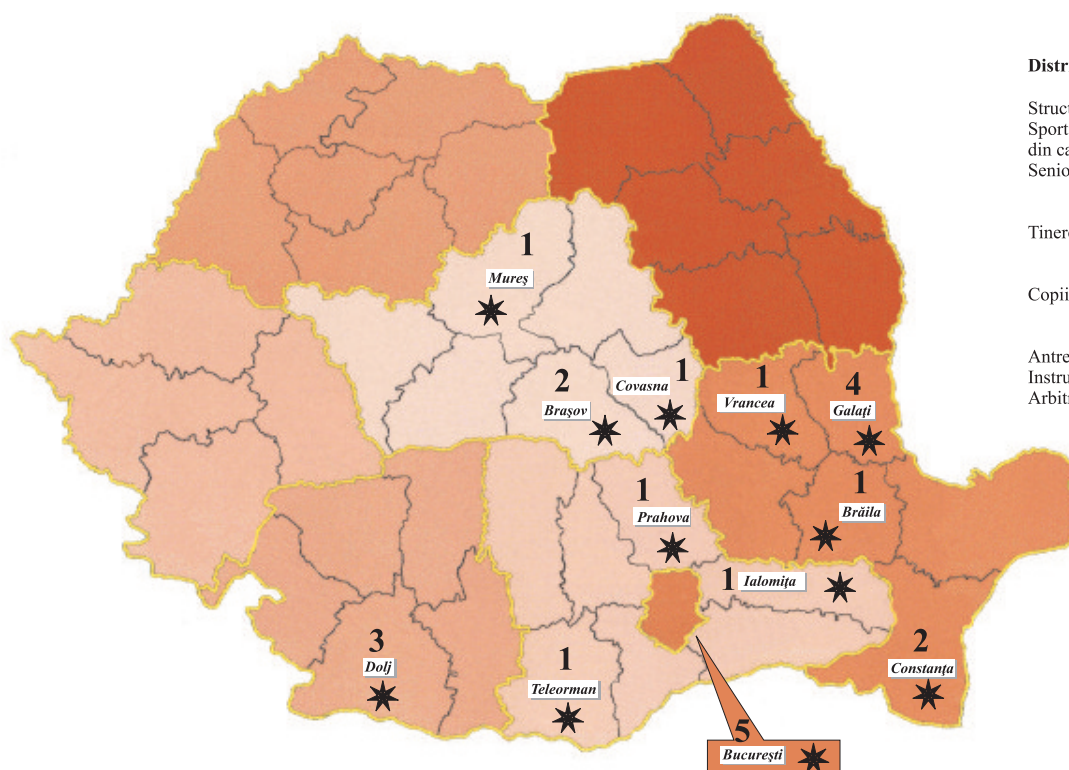 1
Mureş
2
Braşov
Covasna 1
1
Vrancea
4
Galaţi
1
Prahova
1
Brăila
1 Ialomiţa
3
Dolj
1
Teleorman
2
Constanţa
5
Bucureşti